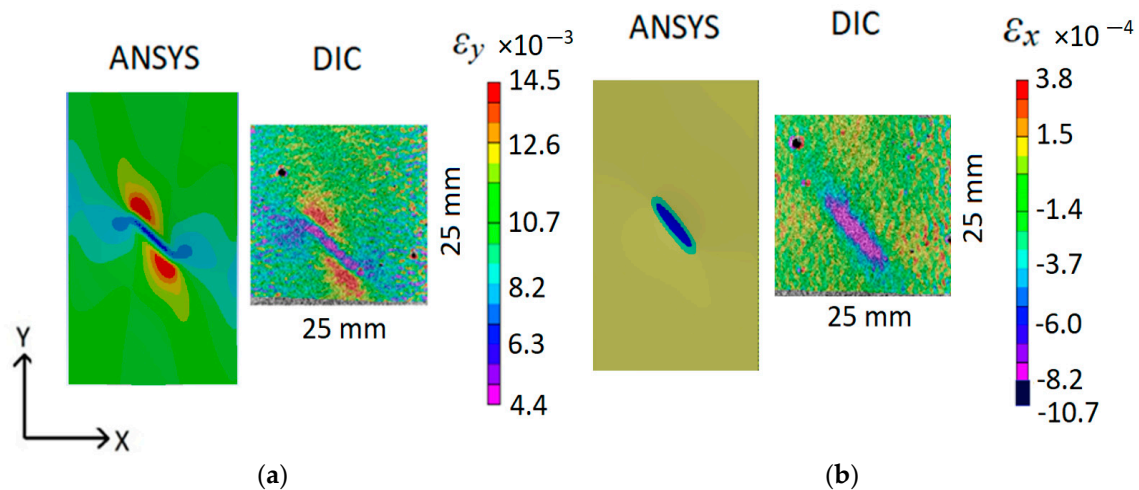 ANSYS
DIC
εy ×10⁻³
14.5
12.6
10.7
8.2
6.3
4.4
25 mm
25 mm
Y
X
(a)
ANSYS
DIC
εx ×10⁻⁴
3.8
1.5
-1.4
-3.7
-6.0
-8.2
-10.7
25 mm
25 mm
(b)